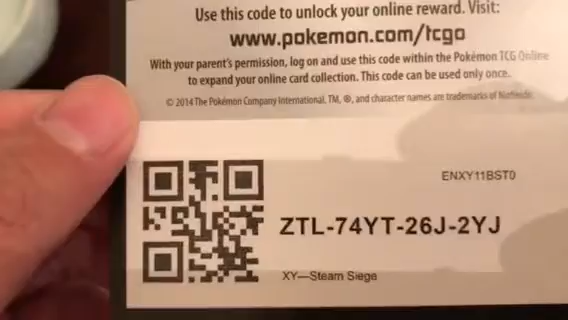 Use this code to unlock your online reward. Visit:
www.pokemon.com/tcgo
With your parent's permission, log on and use this code within the Pokémon TCG Online
to expand your online card collection. This code can be used only once.
© 2014 The Pokémon Company International. TM, ®, and character names are trademarks of Nintendo.
ENXY11BST0
ZTL-74YT-26J-2YJ
XY—Steam Siege